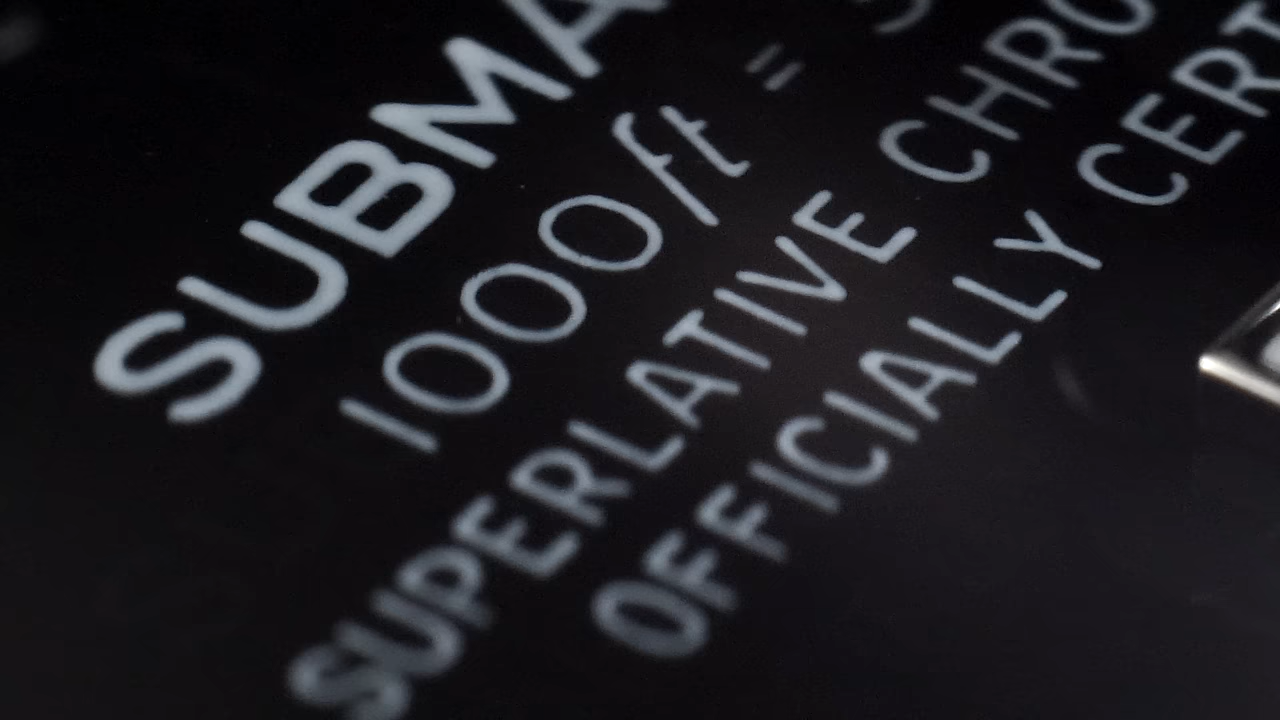 SUBMA
1000ft =
SUPERLATIVE CHRO
OFFICIALLY CERT